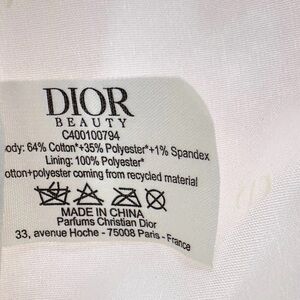 DIOR
BEAUTY
C400100794
ody: 64% Cotton*+35% Polyester*+1% Spandex
Lining: 100% Polyester*
otton+polyester coming from recycled material
MADE IN CHINA
Parfums Christian Dior
33, avenue Hoche - 75008 Paris - France